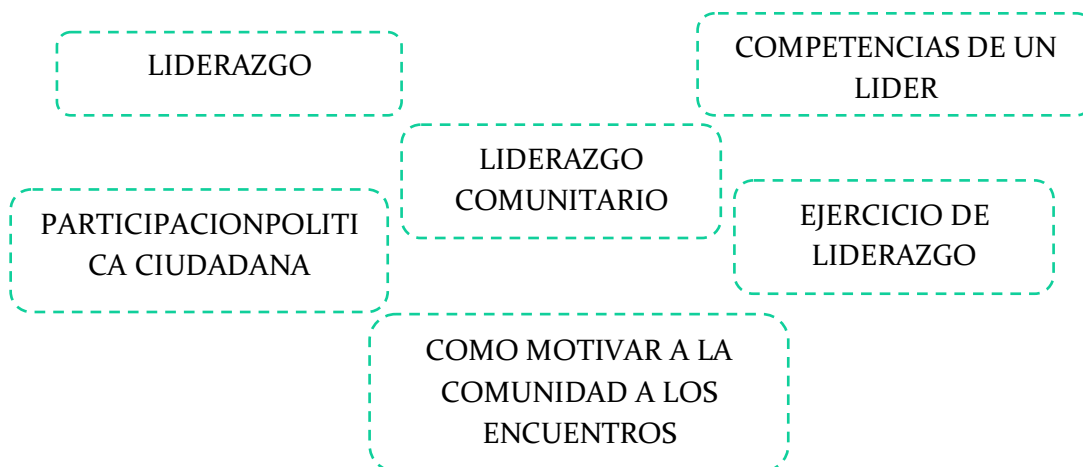 LIDERAZGO
COMPETENCIAS DE UN
LIDER
LIDERAZGO
COMUNITARIO
PARTICIPACIONPOLITI
CA CIUDADANA
EJERCICIO DE
LIDERAZGO
COMO MOTIVAR A LA
COMUNIDAD A LOS
ENCUENTROS